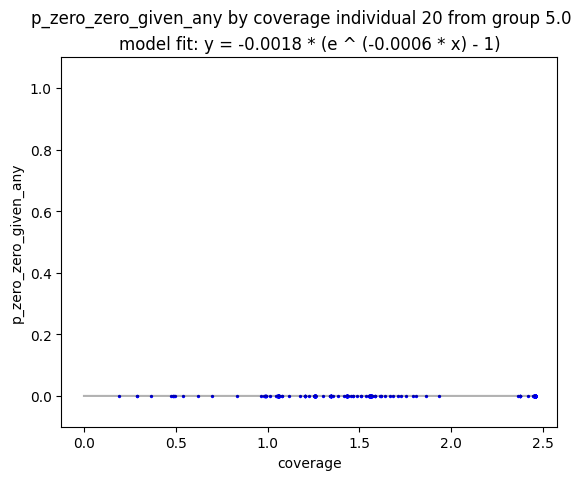 p_zero_zero_given_any by coverage individual 20 from group 5.0
model fit: y = -0.0018 * (e ^ (-0.0006 * x) - 1)
1.0
0.8
0.6
0.4
0.2
0.0
p_zero_zero_given_any
0.0 0.5 1.0 1.5 2.0 2.5
coverage